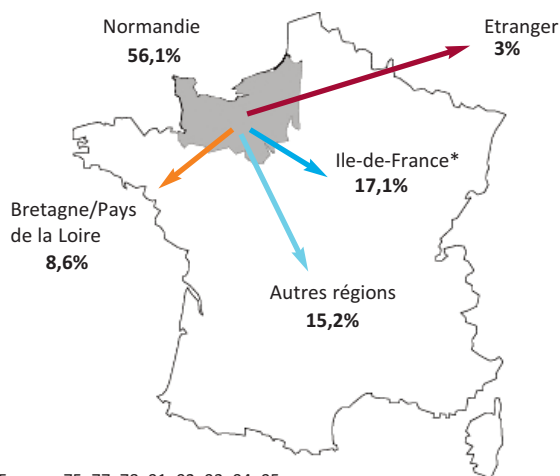 Normandie
56,1%
Etranger
3%
Ile-de-France*
17,1%
Bretagne/Pays
de la Loire
8,6%
Autres régions
15,2%